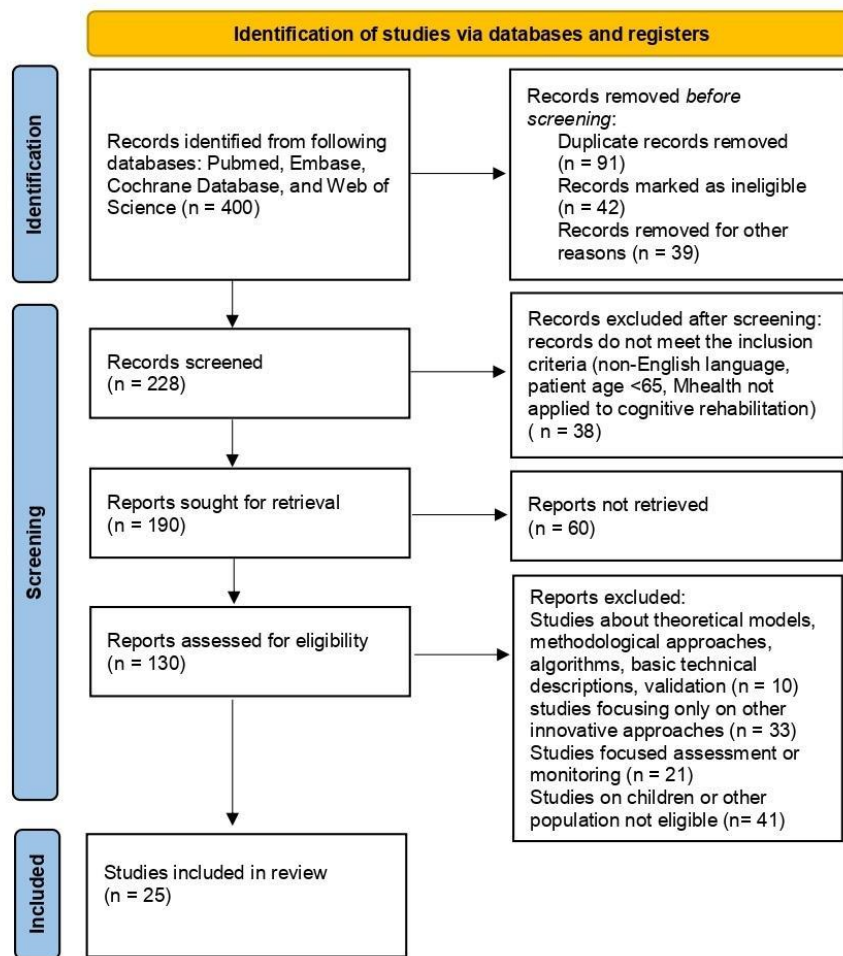 Identification of studies via databases and registers
Identification
Records identified from following
databases: Pubmed, Embase,
Cochrane Database, and Web of
Science (n = 400)
Records removed before
screening:
Duplicate records removed
(n = 91)
Records marked as ineligible
(n = 42)
Records removed for other
reasons (n = 39)
Screening
Records screened
(n = 228)
Records excluded after screening:
records do not meet the inclusion
criteria (non-English language,
patient age <65, Mhealth not
applied to cognitive rehabilitation)
( n = 38)
Reports sought for retrieval
(n = 190)
Reports not retrieved
(n = 60)
Reports assessed for eligibility
(n = 130)
Reports excluded:
Studies about theoretical models,
methodological approaches,
algorithms, basic technical
descriptions, validation (n = 10)
studies focusing only on other
innovative approaches (n = 33)
Studies focused assessment or
monitoring (n = 21)
Studies on children or other
population not eligible (n= 41)
Included
Studies included in review
(n = 25)